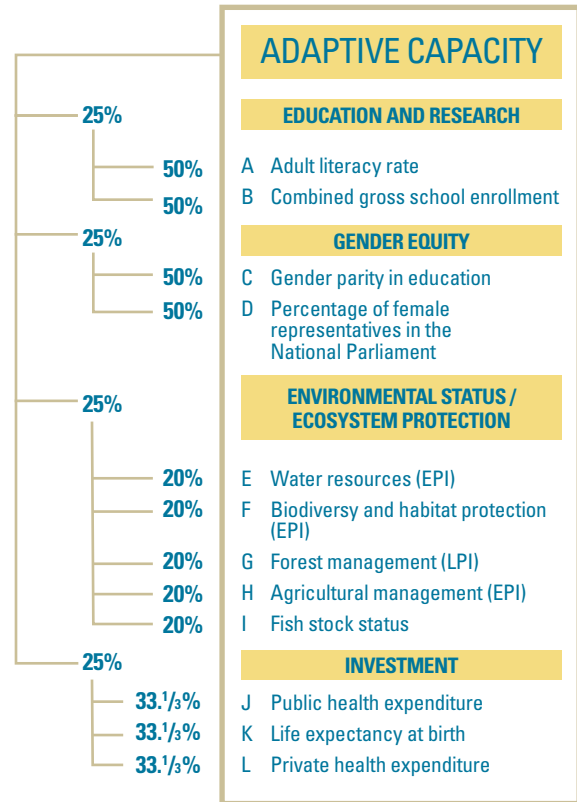 ADAPTIVE CAPACITY
25% EDUCATION AND RESEARCH
50% A Adult literacy rate
50% B Combined gross school enrollment
25% GENDER EQUITY
50% C Gender parity in education
50% D Percentage of female
representatives in the
National Parliament
25% ENVIRONMENTAL STATUS /
ECOSYSTEM PROTECTION
20% E Water resources (EPI)
20% F Biodiversy and habitat protection
(EPI)
20% G Forest management (LPI)
20% H Agricultural management (EPI)
20% I Fish stock status
25% INVESTMENT
33.1/3% J Public health expenditure
33.1/3% K Life expectancy at birth
33.1/3% L Private health expenditure